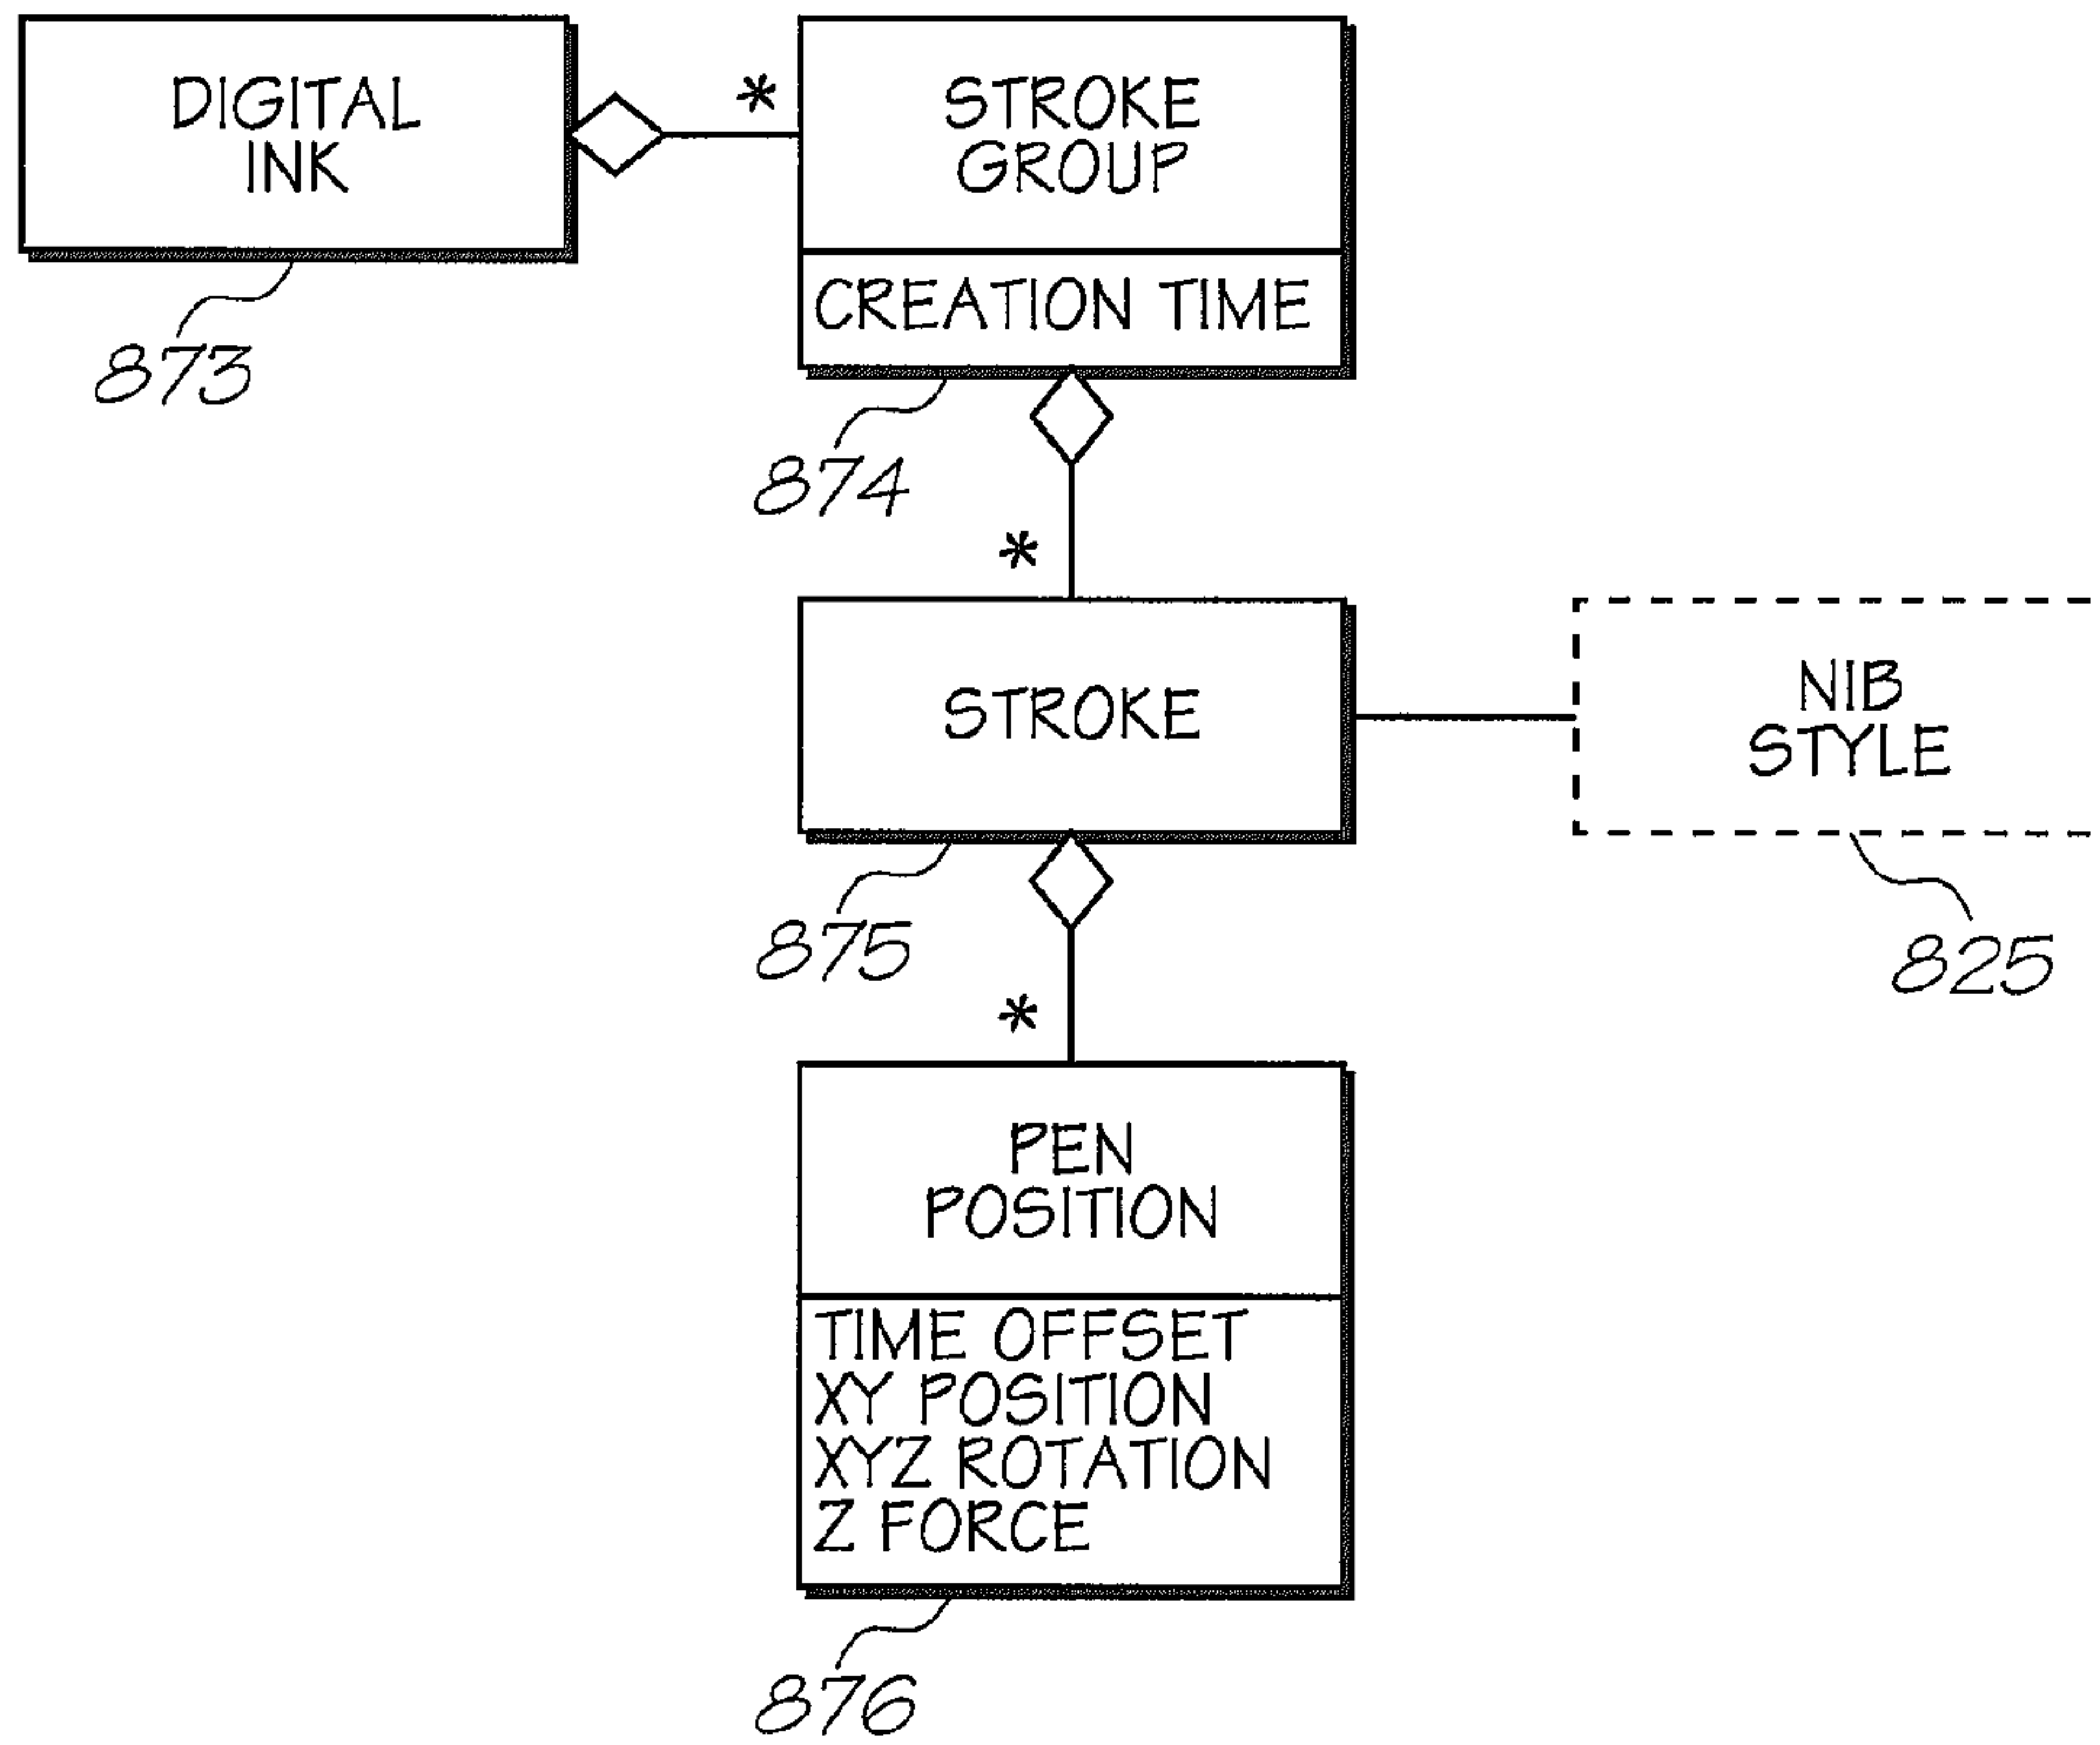 DIGITAL
INK
*
STROKE
GROUP
CREATION TIME
873
874
*
STROKE
NIB
STYLE
875
825
*
PEN
POSITION
TIME OFFSET
XY POSITION
XYZ ROTATION
Z FORCE
876